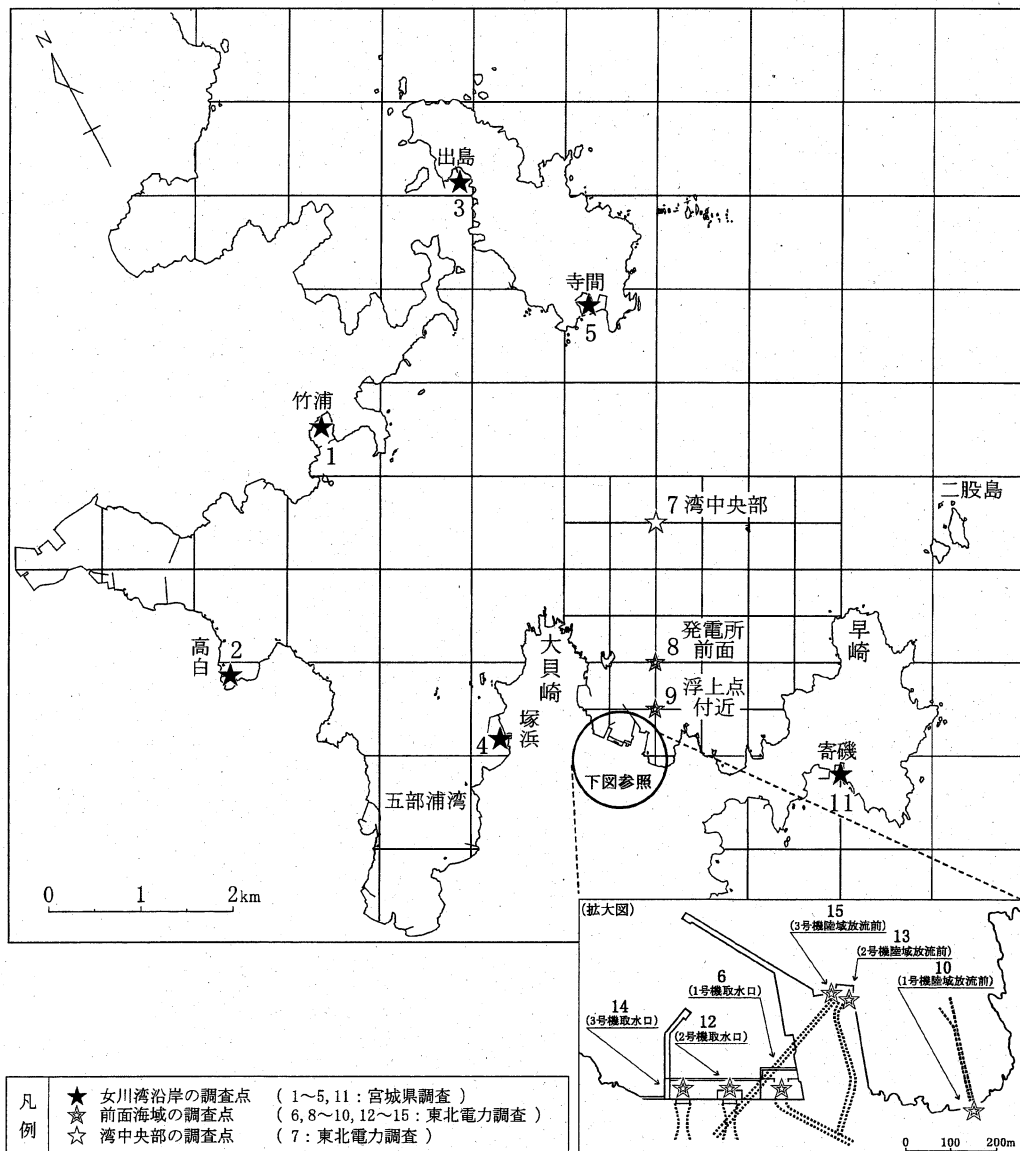 N
出島
3
寺間
5
竹浦
1
7 湾中央部
二股島
高白
2
大貝崎
8 発電所
前面
早崎
9 浮上点
付近
塚浜
4
寄磯
11
下図参照
五部浦湾
0 1 2km
(拡大図)
15
(3号機陸域放流前)
13
(2号機陸域放流前)
10
(1号機陸域放流前)
6
(1号機取水口)
14
(3号機取水口)
12
(2号機取水口)
0 100 200m
凡例
★ 女川湾沿岸の調査点 ( 1～5, 11 : 宮城県調査 )
前面海域の調査点 ( 6, 8～10, 12～15 : 東北電力調査 )
☆ 湾中央部の調査点 ( 7 : 東北電力調査 )